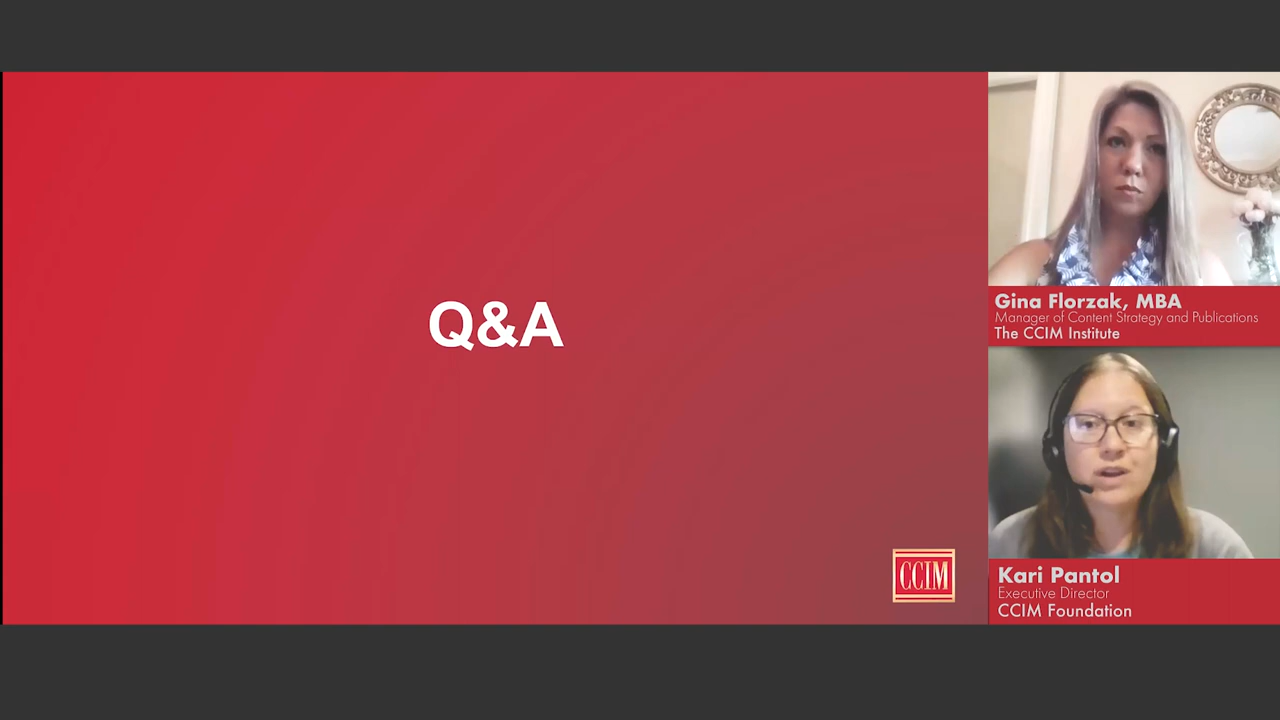 Q&A
CCIM
Gina Florzak, MBA
Manager of Content Strategy and Publications
The CCIM Institute
Kari Pantol
Executive Director
CCIM Foundation